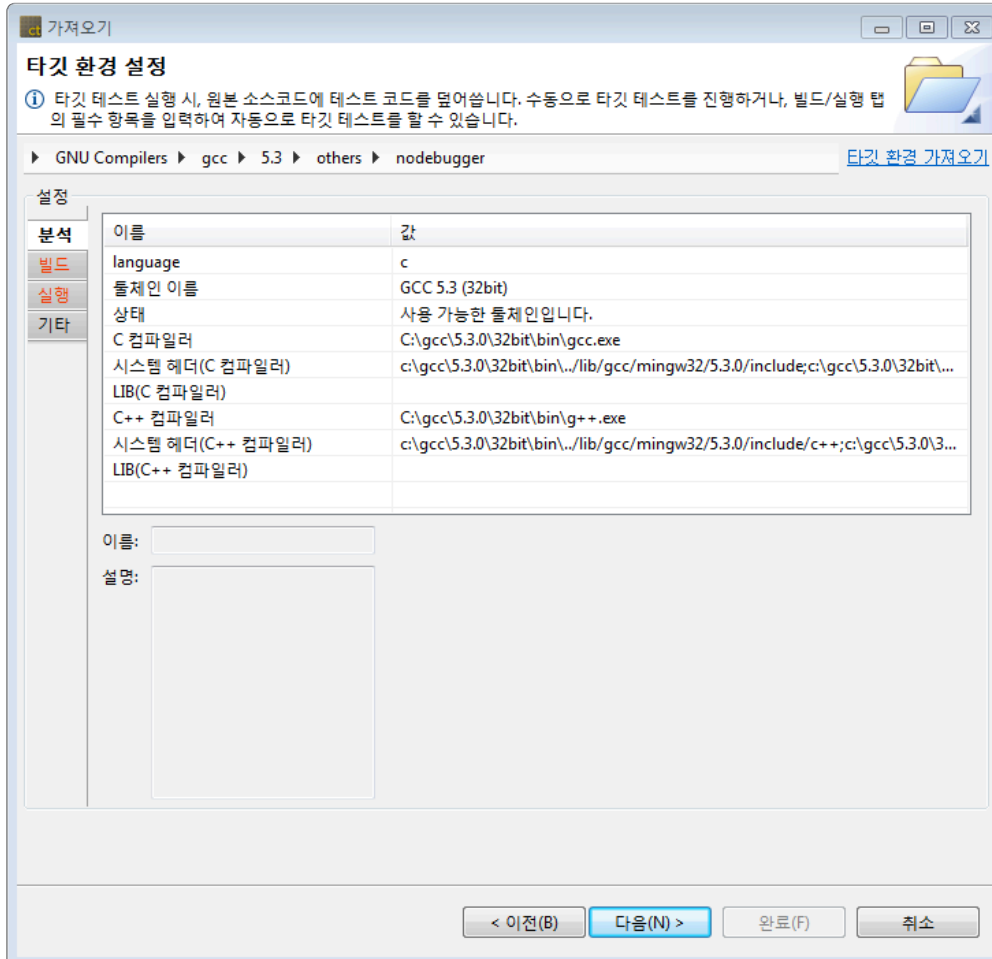 ct 가져오기
타깃 환경 설정
타깃 테스트 실행 시, 원본 소스코드에 테스트 코드를 덮어씁니다. 수동으로 타깃 테스트를 진행하거나, 빌드/실행 탭
의 필수 항목을 입력하여 자동으로 타깃 테스트를 할 수 있습니다.
GNU Compilers gcc 5.3 others nodebugger 타깃 환경 가져오기
설정
분석
빌드
실행
기타
이름 값
language c
툴체인 이름 GCC 5.3 (32bit)
상태 사용 가능한 툴체인입니다.
C 컴파일러 C:\gcc\5.3.0\32bit\bin\gcc.exe
시스템 헤더(C 컴파일러) c:\gcc\5.3.0\32bit\bin\../lib/gcc/mingw32/5.3.0/include;c:\gcc\5.3.0\32bit\...
LIB(C 컴파일러)
C++ 컴파일러 C:\gcc\5.3.0\32bit\bin\g++.exe
시스템 헤더(C++ 컴파일러) c:\gcc\5.3.0\32bit\bin\../lib/gcc/mingw32/5.3.0/include/c++;c:\gcc\5.3.0\3...
LIB(C++ 컴파일러)
이름:
설명:
< 이전(B) 다음(N) > 완료(F) 취소